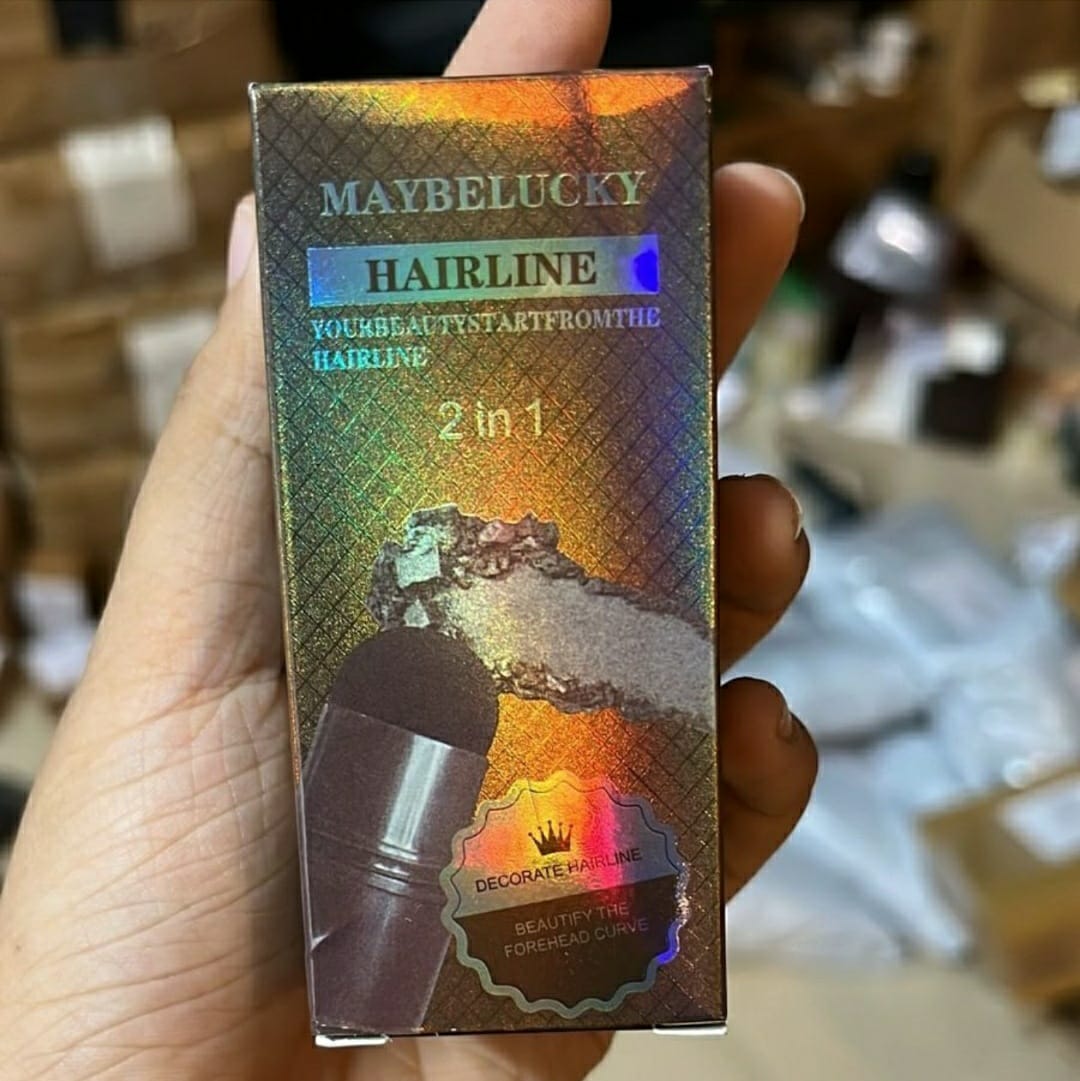 MAYBELUCKY
HAIRLINE
YOURBEAUTYSTARTFROMTHE
HAIRLINE
2 in 1
DECORATE HAIRLINE
BEAUTIFY THE
FOREHEAD CURVE